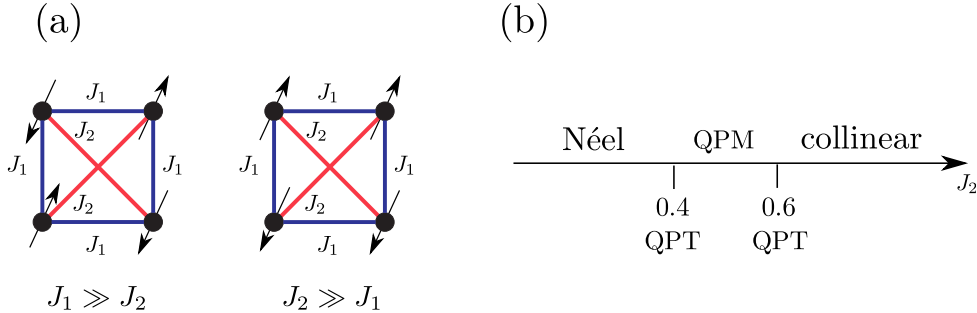 (a)
J₁ J₁
J₂ J₂
J₁ J₁ J₁ J₁
J₂ J₂
J₁ J₁
J₁ ≫ J₂ J₂ ≫ J₁
(b)
Néel QPM collinear
J₂
0.4 0.6
QPT QPT